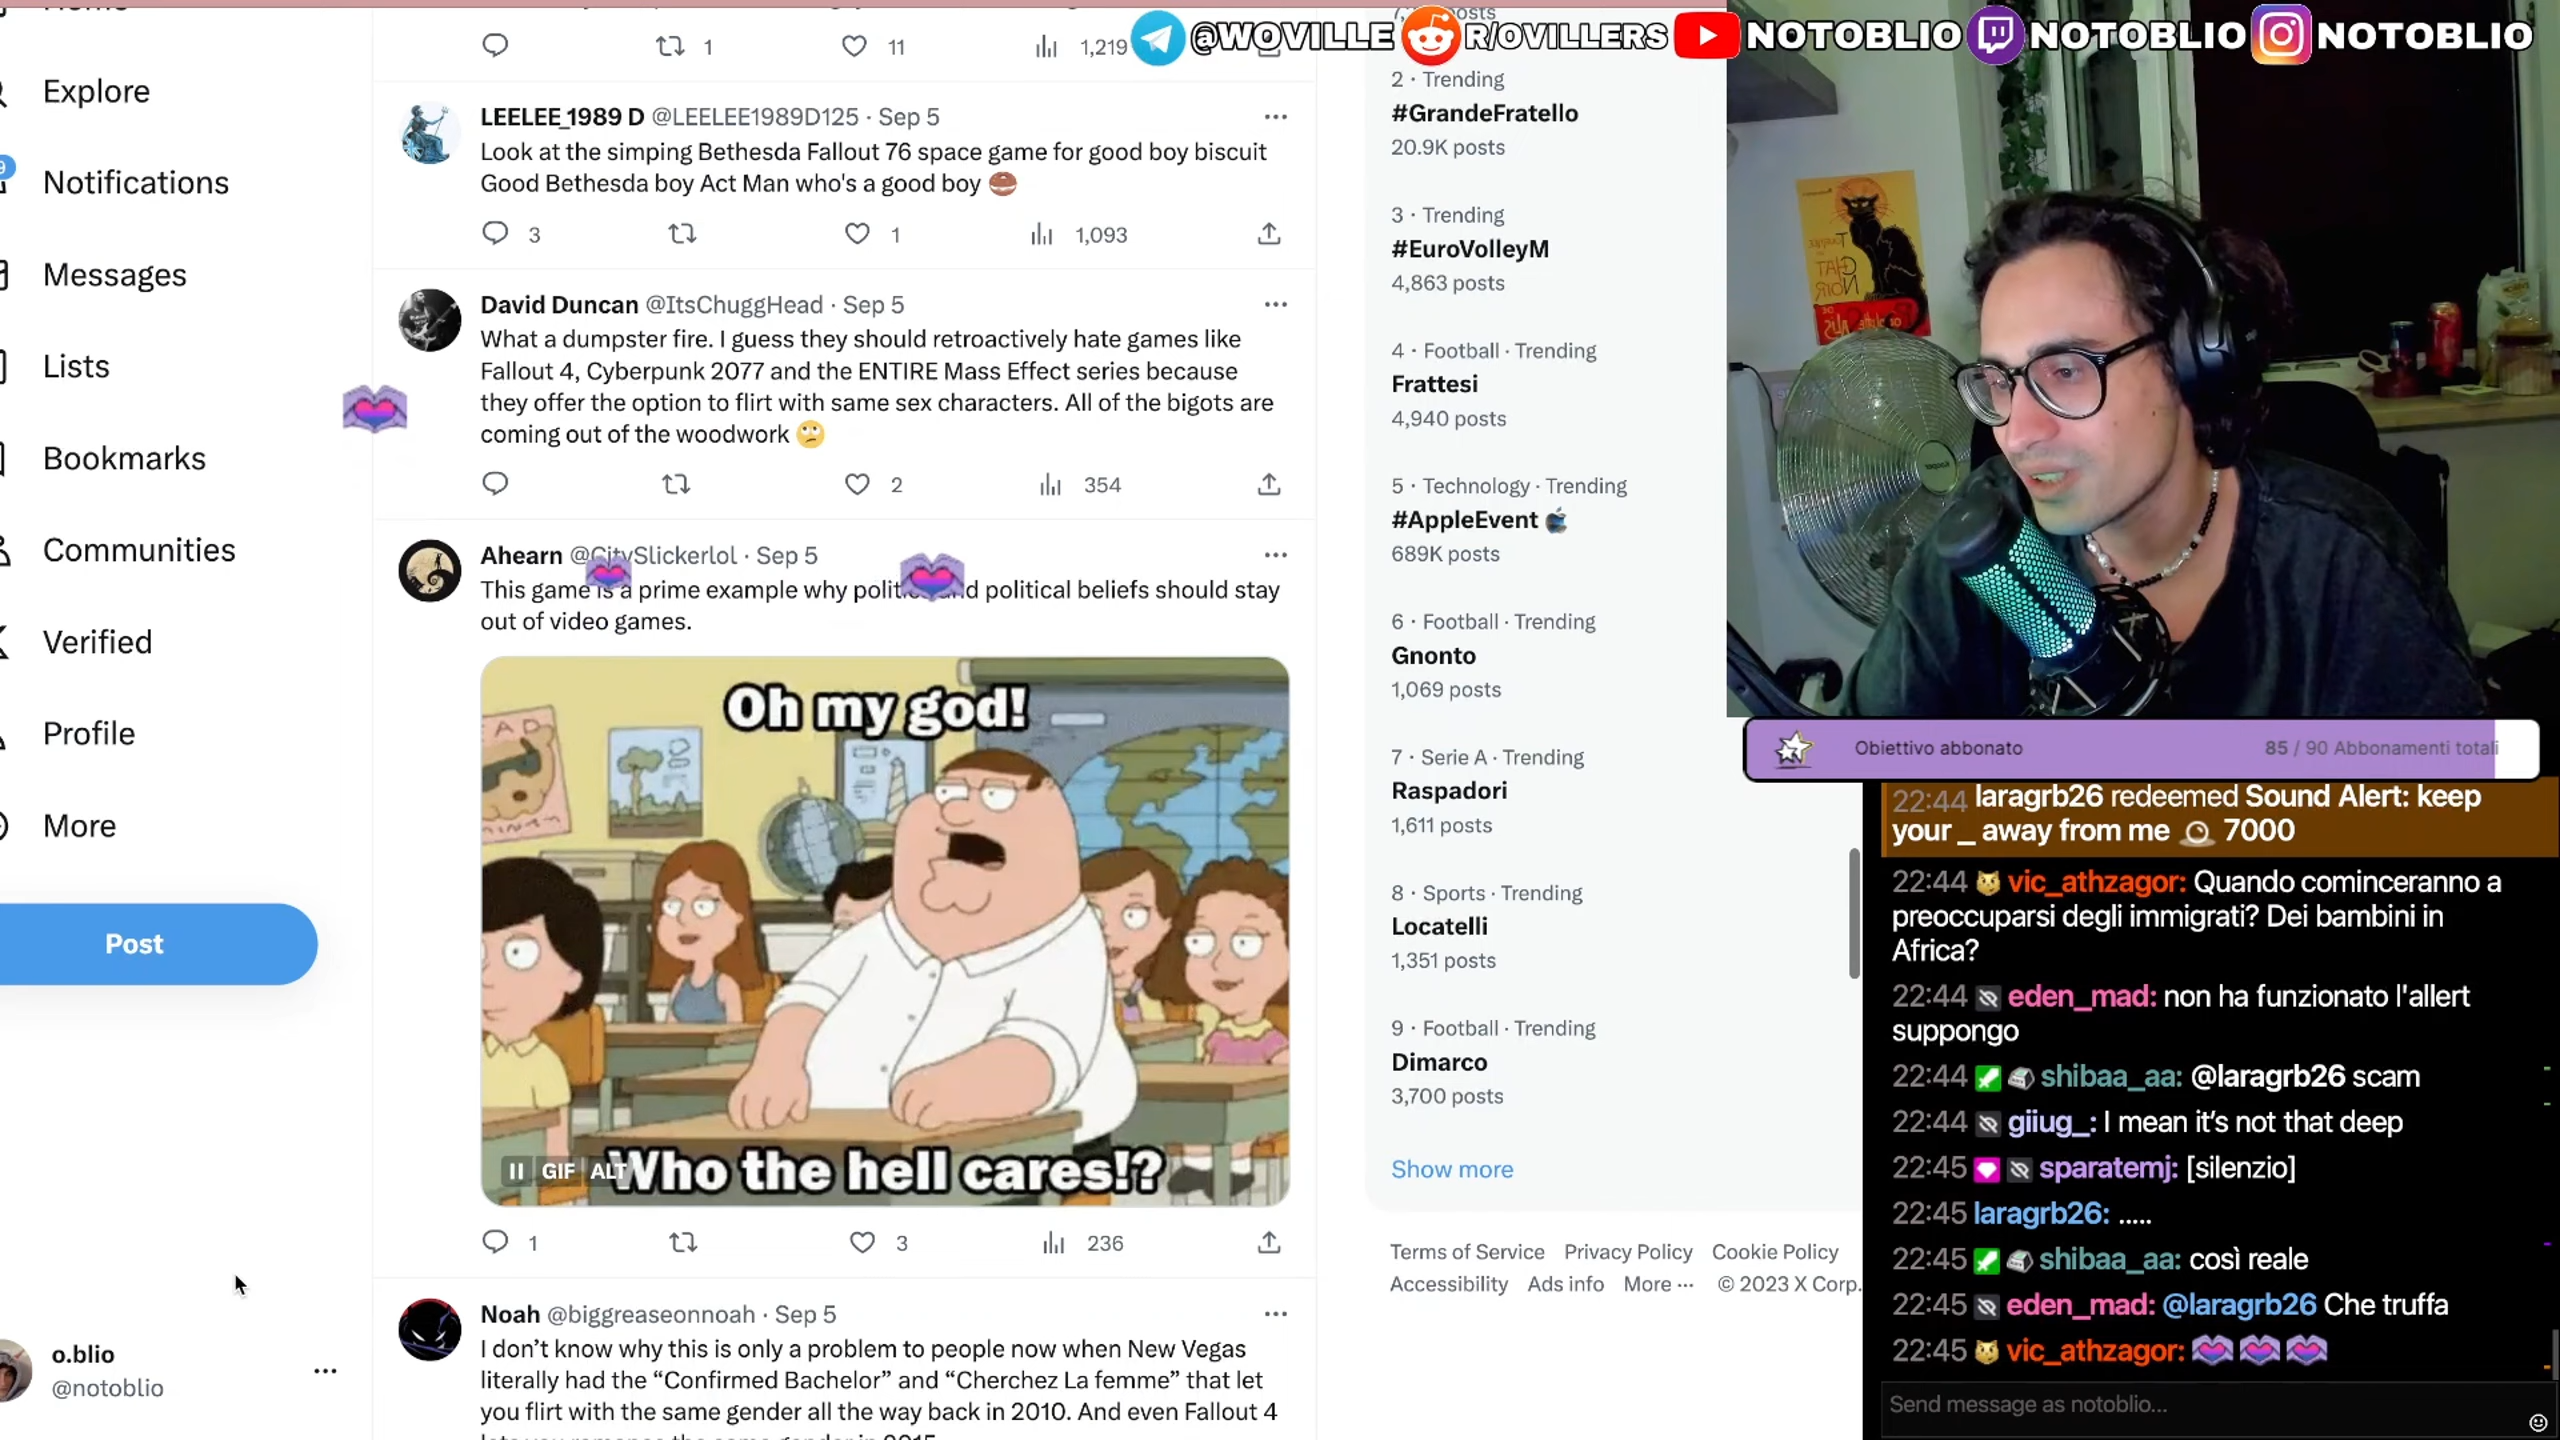 @WOVILLE R/OVILLERS NOTOBLIO NOTOBLIO NOTOBLIO
Explore
9
Notifications
Messages
Lists
Bookmarks
Communities
Verified
Profile
More
Post
o.blio
@notoblio
1 11 1,219
LEELEE_1989 D @LEELEE1989D125 · Sep 5
Look at the simping Bethesda Fallout 76 space game for good boy biscuit
Good Bethesda boy Act Man who's a good boy
3 1 1,093
David Duncan @ItsChuggHead · Sep 5
What a dumpster fire. I guess they should retroactively hate games like
Fallout 4, Cyberpunk 2077 and the ENTIRE Mass Effect series because
they offer the option to flirt with same sex characters. All of the bigots are
coming out of the woodwork 🙄
2 354
Ahearn @CitySlickerlol · Sep 5
This game is a prime example why politics and political beliefs should stay
out of video games.
Oh my god!
GIF ALT
Who the hell cares!?
1 3 236
Noah @biggreaseonnoah · Sep 5
I don't know why this is only a problem to people now when New Vegas
literally had the “Confirmed Bachelor” and “Cherchez La femme” that let
you flirt with the same gender all the way back in 2010. And even Fallout 4
posts
2 · Trending
#GrandeFratello
20.9K posts
3 · Trending
#EuroVolleyM
4,863 posts
4 · Football · Trending
Frattesi
4,940 posts
5 · Technology · Trending
#AppleEvent
689K posts
6 · Football · Trending
Gnonto
1,069 posts
7 · Serie A · Trending
Raspadori
1,611 posts
8 · Sports · Trending
Locatelli
1,351 posts
9 · Football · Trending
Dimarco
3,700 posts
Show more
Terms of Service Privacy Policy Cookie Policy
Accessibility Ads info More ··· © 2023 X Corp.
Obiettivo abbonato 85 / 90 Abbonamenti totali
22:44 laragrb26 redeemed Sound Alert: keep
your _ away from me 7000
22:44 vic_athzagor: Quando cominceranno a
preoccuparsi degli immigrati? Dei bambini in
Africa?
22:44 eden_mad: non ha funzionato l'allert
suppongo
22:44 shibaa_aa: @laragrb26 scam
22:44 giiug_: I mean it's not that deep
22:45 sparatemj: [silenzio]
22:45 laragrb26: .....
22:45 shibaa_aa: così reale
22:45 eden_mad: @laragrb26 Che truffa
22:45 vic_athzagor:
Send message as notoblio...